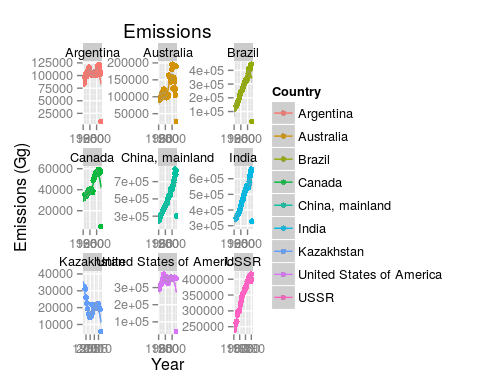 Emissions
Argentina Australia Brazil
125000
100000
75000
50000
25000
200000
150000
100000
50000
4e+05
3e+05
2e+05
1e+05
Canada China, mainland India
60000
40000
20000
7e+05
5e+05
3e+05
6e+05
5e+05
4e+05
3e+05
Kazakhstan United States of America USSR
40000
30000
20000
10000
3e+05
2e+05
1e+05
400000
350000
300000
250000
Emissions (Gg)
Year
Country
Argentina
Australia
Brazil
Canada
China, mainland
India
Kazakhstan
United States of America
USSR